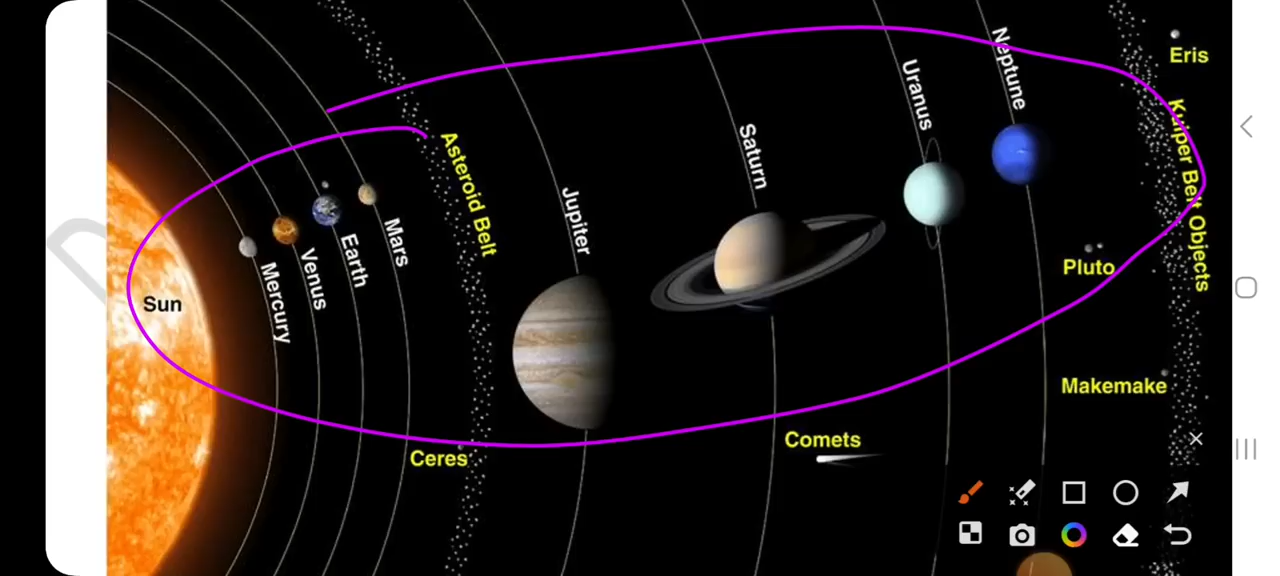 Sun
Mercury
Venus
Earth
Mars
Asteroid Belt
Ceres
Jupiter
Saturn
Comets
Uranus
Neptune
Pluto
Makemake
Eris
Kuiper Belt Objects